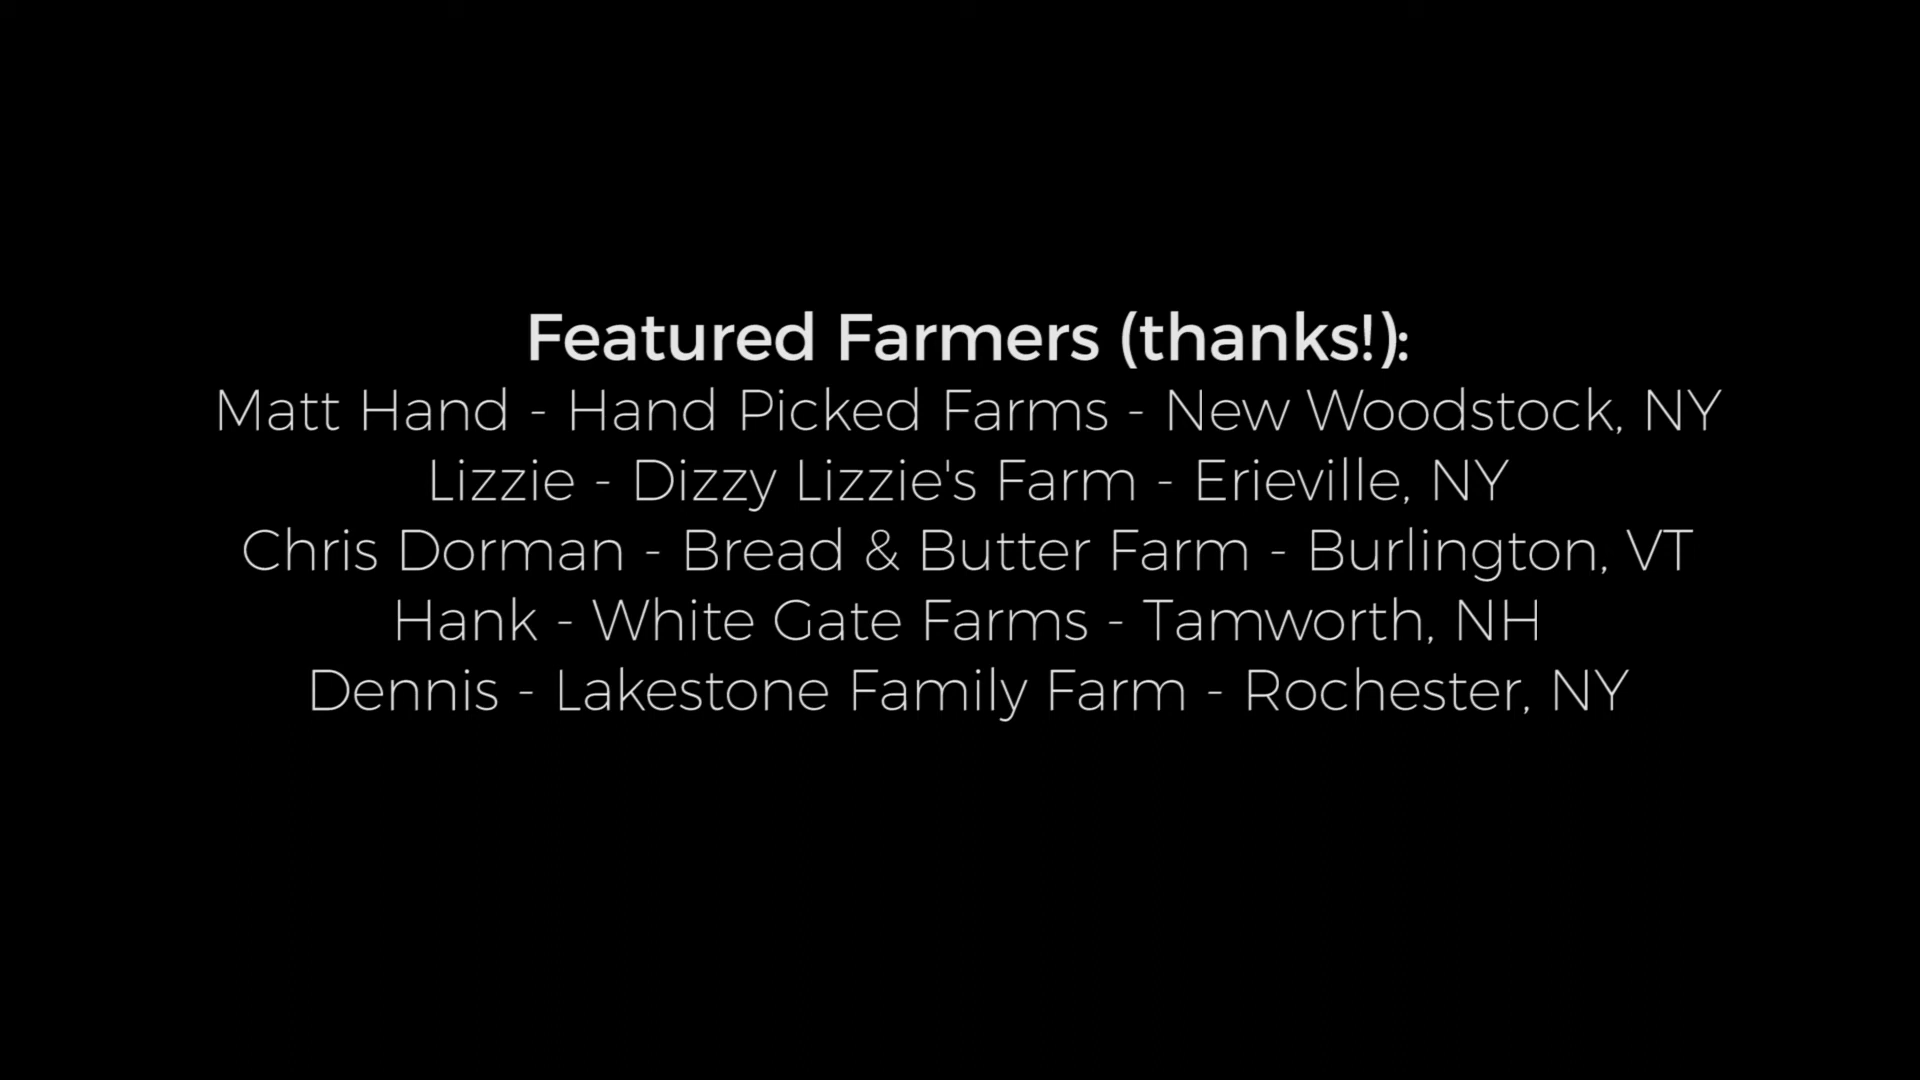 Featured Farmers (thanks!):
Matt Hand - Hand Picked Farms - New Woodstock, NY
Lizzie - Dizzy Lizzie's Farm - Erieville, NY
Chris Dorman - Bread & Butter Farm - Burlington, VT
Hank - White Gate Farms - Tamworth, NH
Dennis - Lakestone Family Farm - Rochester, NY